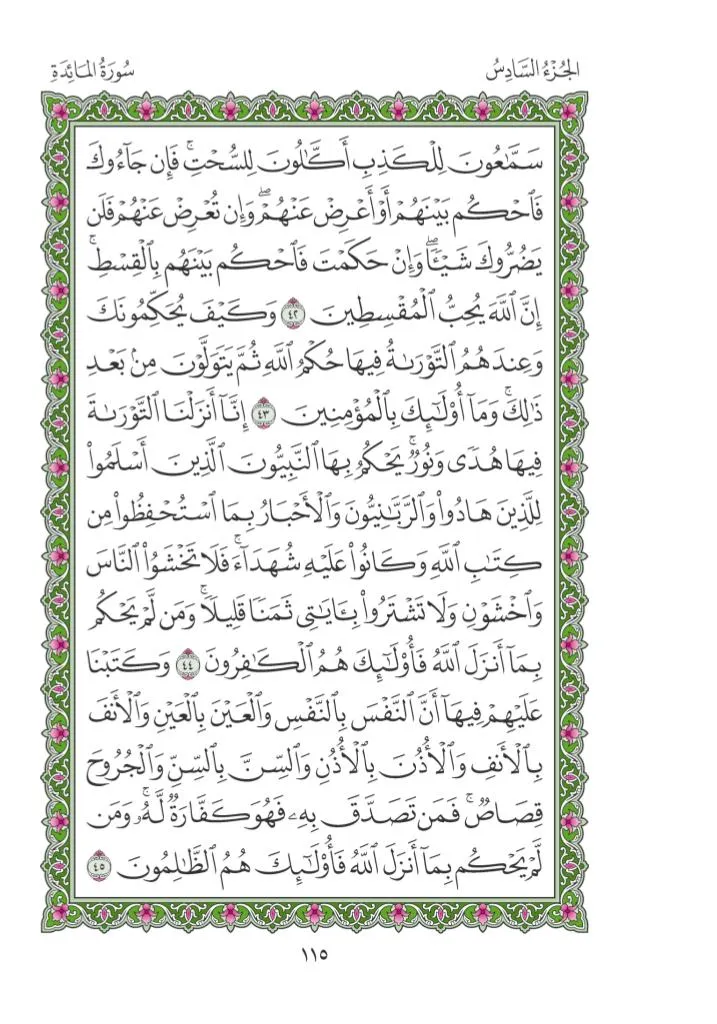 الجُزْءُ السَّادِسُ
سُورَةُ المَائِدَةِ
سَمَّٰعُونَ لِلۡكَذِبِ أَكَّٰلُونَ لِلسُّحۡتِۚ فَإِن جَآءُوكَ
فَٱحۡكُم بَيۡنَهُمۡ أَوۡ أَعۡرِضۡ عَنۡهُمۡۖ وَإِن تُعۡرِضۡ عَنۡهُمۡ فَلَن
يَضُرُّوكَ شَيۡـٔٗاۖ وَإِنۡ حَكَمۡتَ فَٱحۡكُم بَيۡنَهُم بِٱلۡقِسۡطِۚ
إِنَّ ٱللَّهَ يُحِبُّ ٱلۡمُقۡسِطِينَ ٤٢ وَكَيۡفَ يُحَكِّمُونَكَ
وَعِندَهُمُ ٱلتَّوۡرَىٰةُ فِيهَا حُكۡمُ ٱللَّهِ ثُمَّ يَتَوَلَّوۡنَ مِنۢ بَعۡدِ
ذَٰلِكَۚ وَمَآ أُوْلَٰٓئِكَ بِٱلۡمُؤۡمِنِينَ ٤٣ إِنَّآ أَنزَلۡنَا ٱلتَّوۡرَىٰةَ
فِيهَا هُدٗى وَنُورٞۚ يَحۡكُمُ بِهَا ٱلنَّبِيُّونَ ٱلَّذِينَ أَسۡلَمُواْ
لِلَّذِينَ هَادُواْ وَٱلرَّبَّٰنِيُّونَ وَٱلۡأَحۡبَارُ بِمَا ٱسۡتُحۡفِظُواْ مِن
كِتَٰبِ ٱللَّهِ وَكَانُواْ عَلَيۡهِ شُهَدَآءَۚ فَلَا تَخۡشَوُاْ ٱلنَّاسَ
وَٱخۡشَوۡنِ وَلَا تَشۡتَرُواْ بِـَٔايَٰتِي ثَمَنٗا قَلِيلٗاۚ وَمَن لَّمۡ يَحۡكُم
بِمَآ أَنزَلَ ٱللَّهُ فَأُوْلَٰٓئِكَ هُمُ ٱلۡكَٰفِرُونَ ٤٤ وَكَتَبۡنَا
عَلَيۡهِمۡ فِيهَآ أَنَّ ٱلنَّفۡسَ بِٱلنَّفۡسِ وَٱلۡعَيۡنَ بِٱلۡعَيۡنِ وَٱلۡأَنفَ
بِٱلۡأَنفِ وَٱلۡأُذُنَ بِٱلۡأُذُنِ وَٱلسِّنَّ بِٱلسِّنِّ وَٱلۡجُرُوحَ
قِصَاصٞۚ فَمَن تَصَدَّقَ بِهِۦ فَهُوَ كَفَّارَةٞ لَّهُۥۚ وَمَن
لَّمۡ يَحۡكُم بِمَآ أَنزَلَ ٱللَّهُ فَأُوْلَٰٓئِكَ هُمُ ٱلظَّٰلِمُونَ ٤٥
١١٥